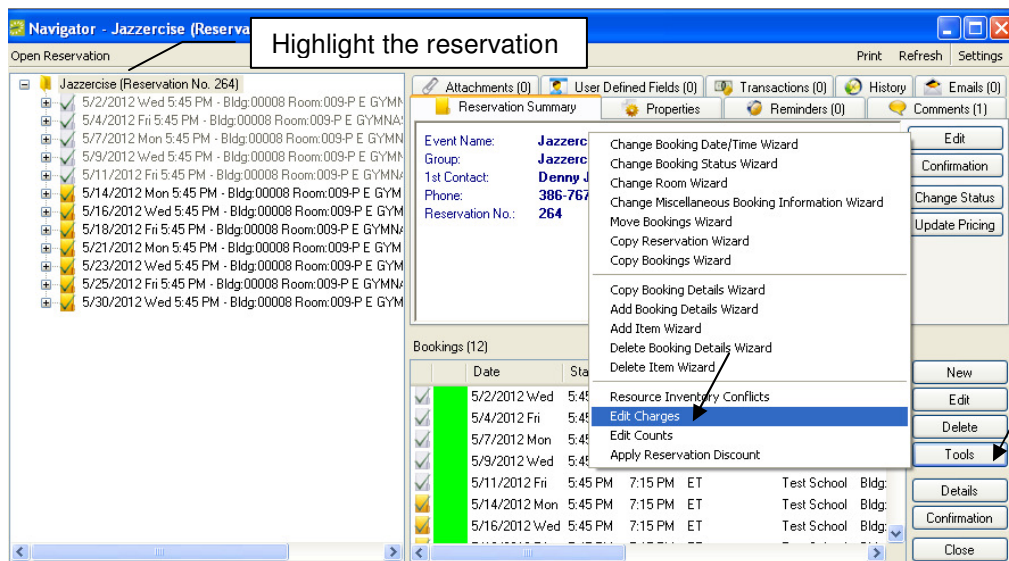 Navigator - Jazzercise (Reserva
Highlight the reservation
Open Reservation
Print Refresh Settings
Jazzercise (Reservation No. 264)
5/2/2012 Wed 5:45 PM - Bldg:00008 Room:009-P E GYMN
5/4/2012 Fri 5:45 PM - Bldg:00008 Room:009-P E GYMNA
5/7/2012 Mon 5:45 PM - Bldg:00008 Room:009-P E GYMN
5/9/2012 Wed 5:45 PM - Bldg:00008 Room:009-P E GYMN
5/11/2012 Fri 5:45 PM - Bldg:00008 Room:009-P E GYMNA
5/14/2012 Mon 5:45 PM - Bldg:00008 Room:009-P E GYM
5/16/2012 Wed 5:45 PM - Bldg:00008 Room:009-P E GYM
5/18/2012 Fri 5:45 PM - Bldg:00008 Room:009-P E GYMNA
5/21/2012 Mon 5:45 PM - Bldg:00008 Room:009-P E GYM
5/23/2012 Wed 5:45 PM - Bldg:00008 Room:009-P E GYM
5/25/2012 Fri 5:45 PM - Bldg:00008 Room:009-P E GYMNA
5/30/2012 Wed 5:45 PM - Bldg:00008 Room:009-P E GYM
Attachments (0) User Defined Fields (0) Transactions (0) History Emails (0)
Reservation Summary Properties Reminders (0) Comments (1)
Event Name: Jazzerc
Group: Jazzerc
1st Contact: Denny J
Phone: 386-767
Reservation No.: 264
Edit
Confirmation
Change Status
Update Pricing
Change Booking Date/Time Wizard
Change Booking Status Wizard
Change Room Wizard
Change Miscellaneous Booking Information Wizard
Move Bookings Wizard
Copy Reservation Wizard
Copy Bookings Wizard
Copy Booking Details Wizard
Add Booking Details Wizard
Add Item Wizard
Delete Booking Details Wizard
Delete Item Wizard
Resource Inventory Conflicts
Edit Charges
Edit Counts
Apply Reservation Discount
Bookings (12)
Date Sta
5/2/2012 Wed 5:45
5/4/2012 Fri 5:45
5/7/2012 Mon 5:45
5/9/2012 Wed 5:45
5/11/2012 Fri 5:45 PM 7:15 PM ET Test School Bldg:
5/14/2012 Mon 5:45 PM 7:15 PM ET Test School Bldg:
5/16/2012 Wed 5:45 PM 7:15 PM ET Test School Bldg:
New
Edit
Delete
Tools
Details
Confirmation
Close